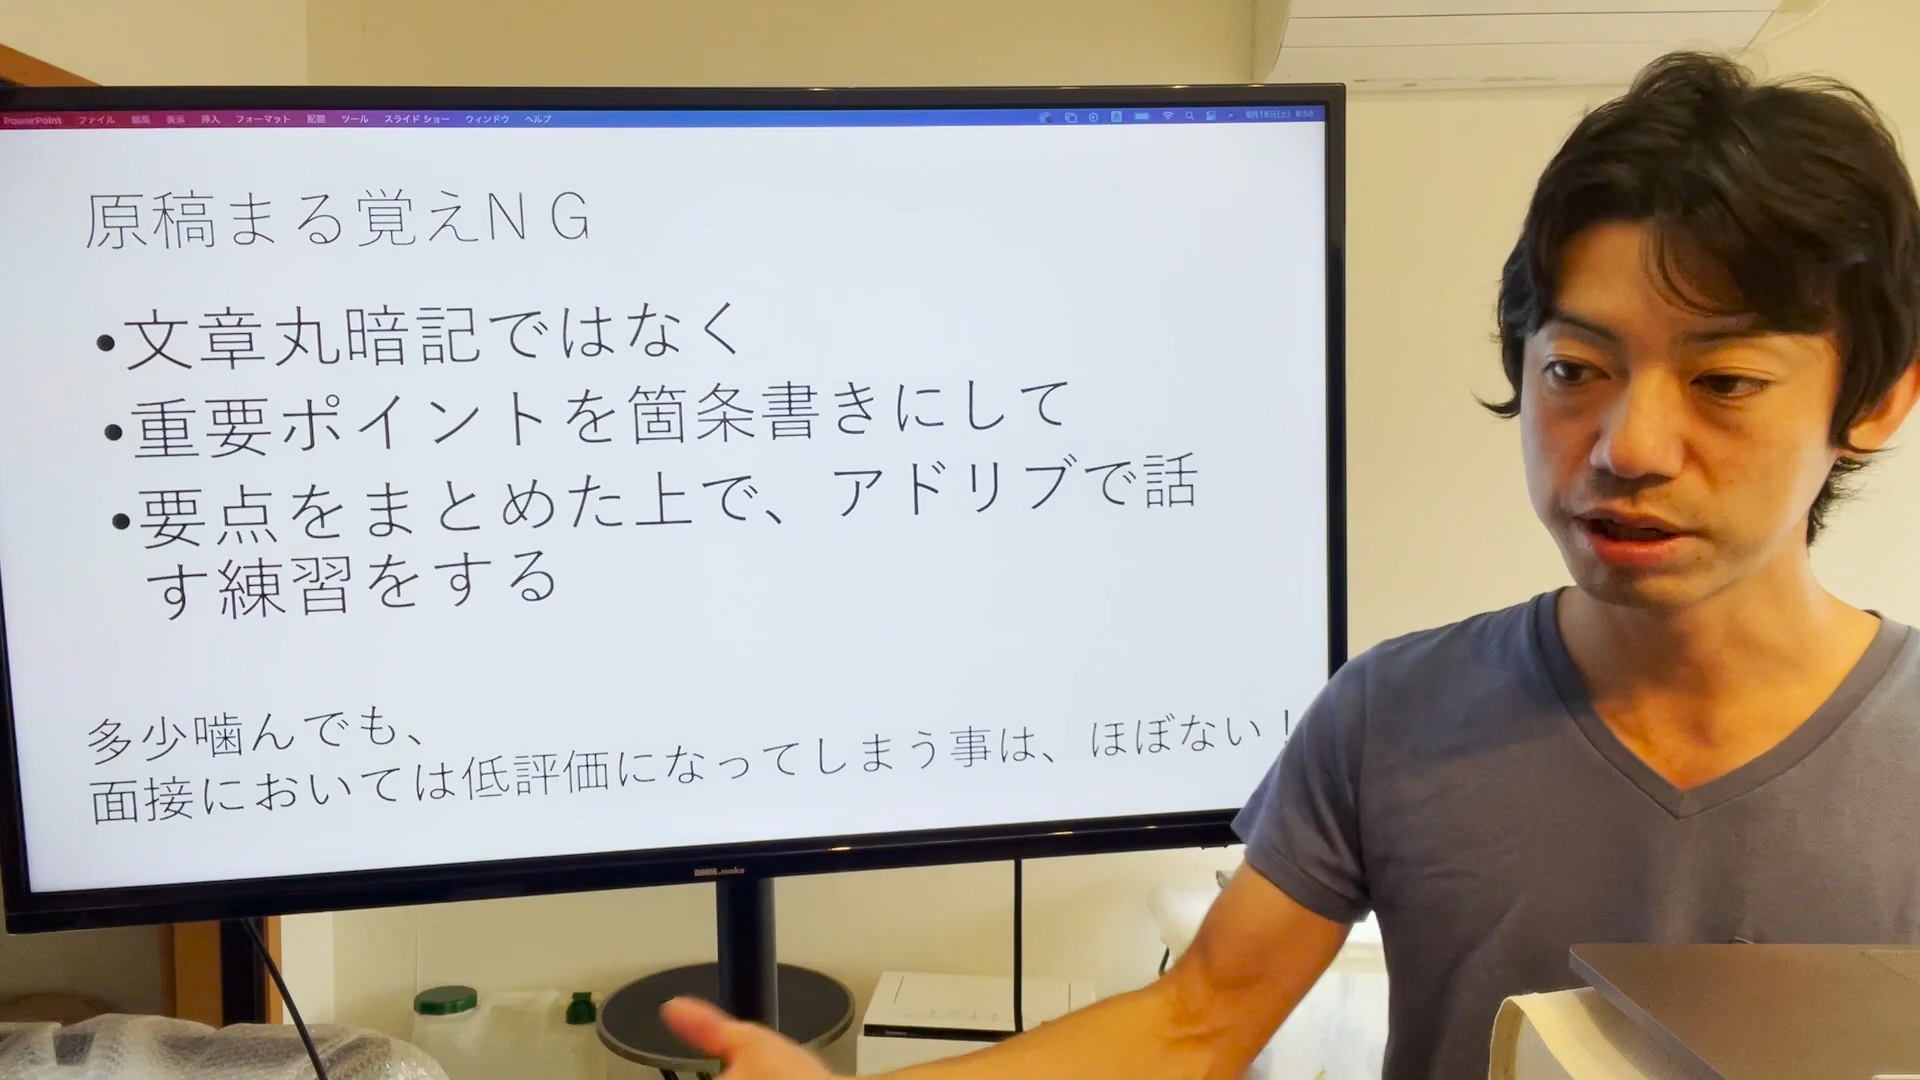 PowerPoint ファイル 編集 表示 挿入 フォーマット 配置 ツール スライド ショー ウィンドウ ヘルプ
原稿まる覚えＮＧ
•文章丸暗記ではなく
•重要ポイントを箇条書きにして
•要点をまとめた上で、アドリブで話
す練習をする
多少噛んでも、
面接においては低評価になってしまう事は、ほぼない！